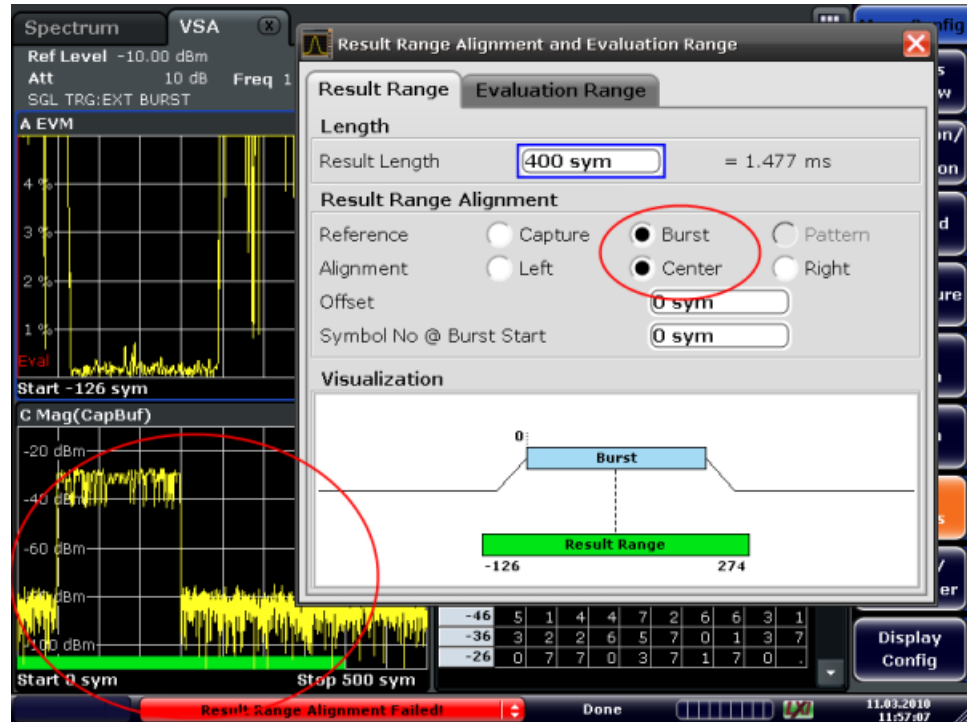 Spectrum VSA
Ref Level -10.00 dBm
Att 10 dB Freq 1
SGL TRG:EXT BURST
A EVM
4 %
3 %
2 %
1 %
Eval
Start -126 sym
C Mag(CapBuf)
-20 dBm
-40 dBm
-60 dBm
-100 dBm
Start 0 sym Stop 500 sym
Result Range Alignment and Evaluation Range
Result Range Evaluation Range
Length
Result Length 400 sym = 1.477 ms
Result Range Alignment
Reference Capture Burst Pattern
Alignment Left Center Right
Offset 0 sym
Symbol No @ Burst Start 0 sym
Visualization
0
Burst
Result Range
-126 274
-46 5 1 4 4 7 2 6 6 3 1
-36 3 2 2 6 5 7 0 1 3 7
-26 0 7 7 0 3 7 1 7 0 .
nfig
s
w
on/
on
d
ure
s
/
er
Display
Config
Result Range Alignment Failed! Done LXI 11.03.2010
11:57:07